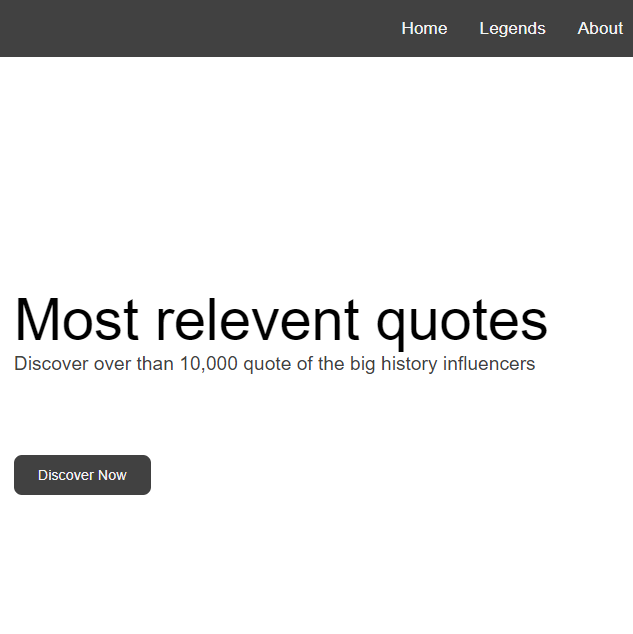 Home Legends About
Most relevent quotes
Discover over than 10,000 quote of the big history influencers
Discover Now